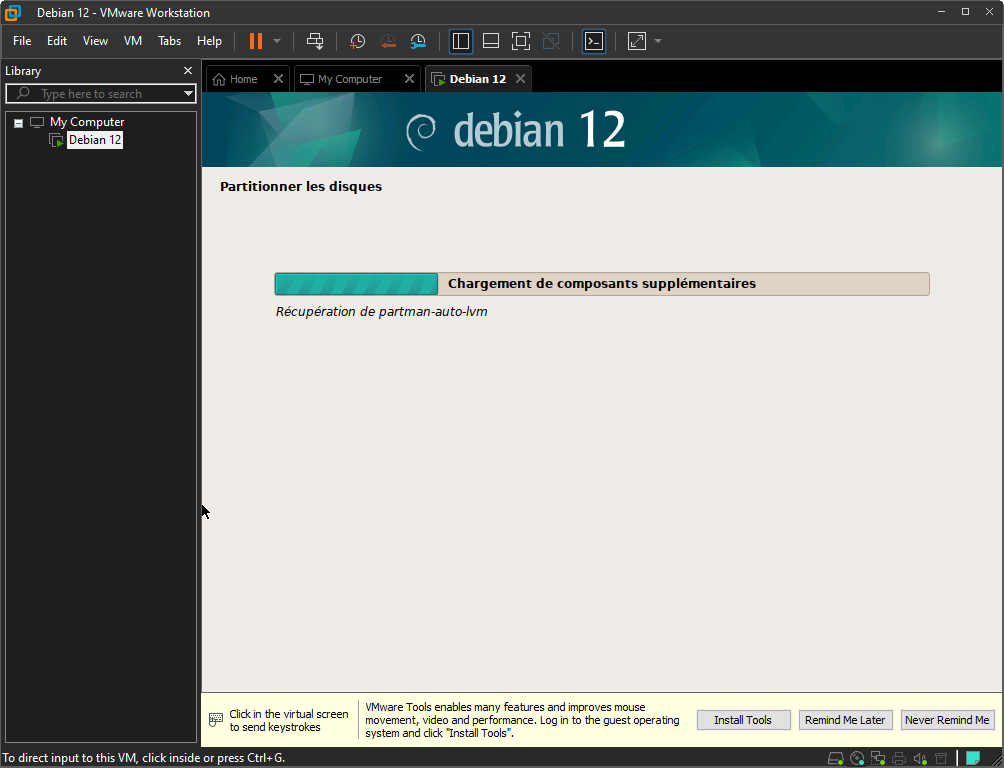 Debian 12 - VMware Workstation
File Edit View VM Tabs Help
Library
Home
My Computer
Debian 12
Type here to search
My Computer
Debian 12
debian 12
Partitionner les disques
Chargement de composants supplémentaires
Récupération de partman-auto-lvm
Click in the virtual screen
to send keystrokes
VMware Tools enables many features and improves mouse
movement, video and performance. Log in to the guest operating
system and click "Install Tools".
Install Tools
Remind Me Later
Never Remind Me
To direct input to this VM, click inside or press Ctrl+G.